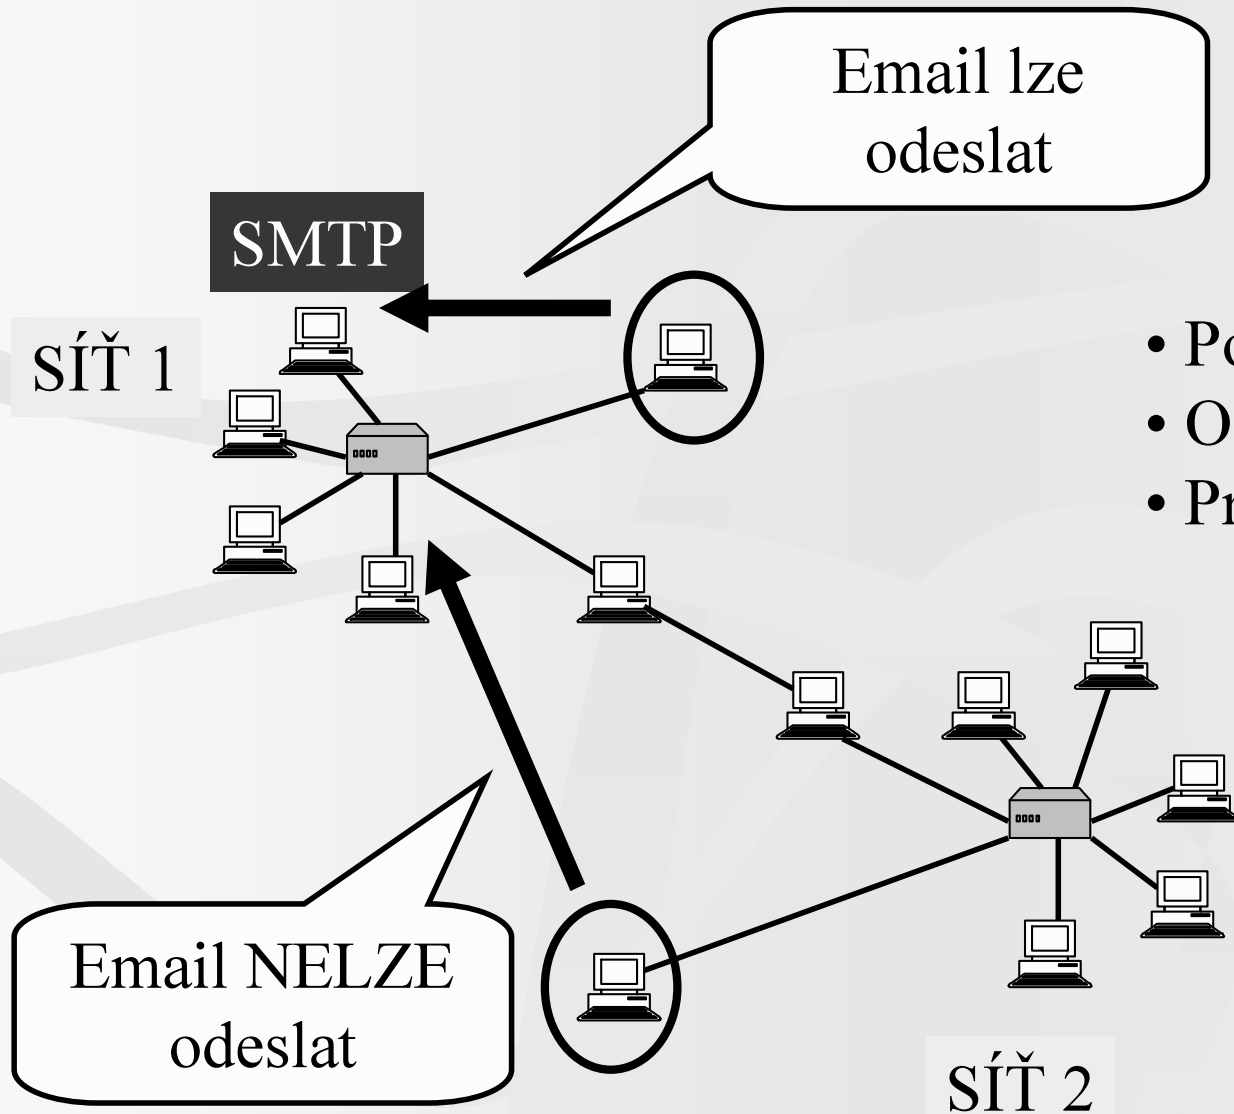 Email lze
odeslat
SMTP
SÍŤ 1
•
• O
•
Email NELZE
odeslat
SÍŤ 2